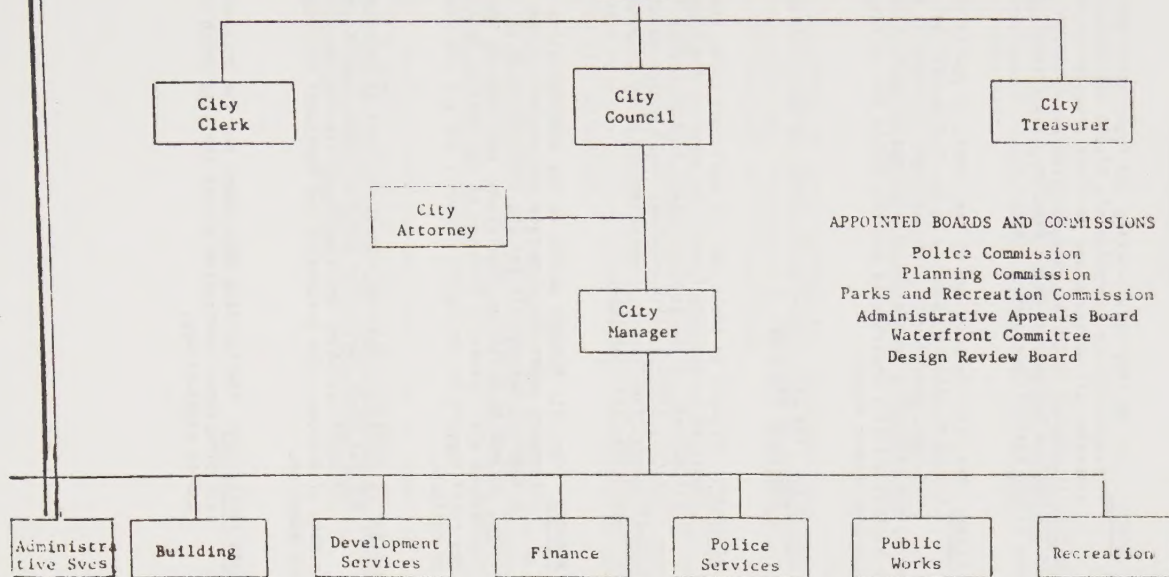 City
Clerk
City
Council
City
Treasurer
City
Attorney
City
Manager
APPOINTED BOARDS AND COMMISSIONS
Police Commission
Planning Commission
Parks and Recreation Commission
Administrative Appeals Board
Waterfront Committee
Design Review Board
Administra
tive Svcs
Building
Development
Services
Finance
Police
Services
Public
Works
Recreation